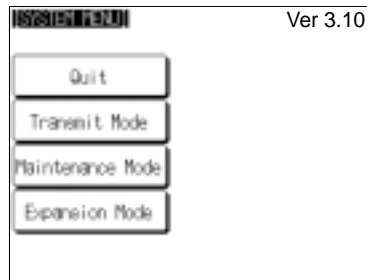 [SYSTEM MENU]
Ver 3.10
Quit
Transmit Mode
Maintenance Mode
Expansion Mode